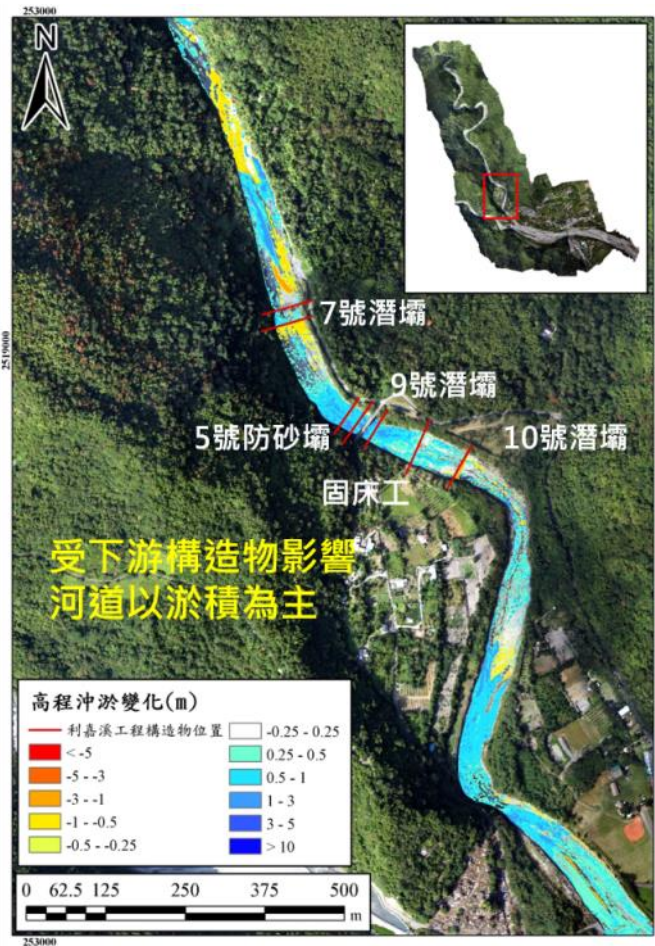 253000
N
2519000
7號潛壩
9號潛壩
5號防砂壩
10號潛壩
固床工
受下游構造物影響
河道以淤積為主
高程沖淤變化(m)
利嘉溪工程構造物位置
< -5
-5 - -3
-3 - -1
-1 - -0.5
-0.5 - -0.25
-0.25 - 0.25
0.25 - 0.5
0.5 - 1
1 - 3
3 - 5
> 10
0 62.5 125 250 375 500
m
253000